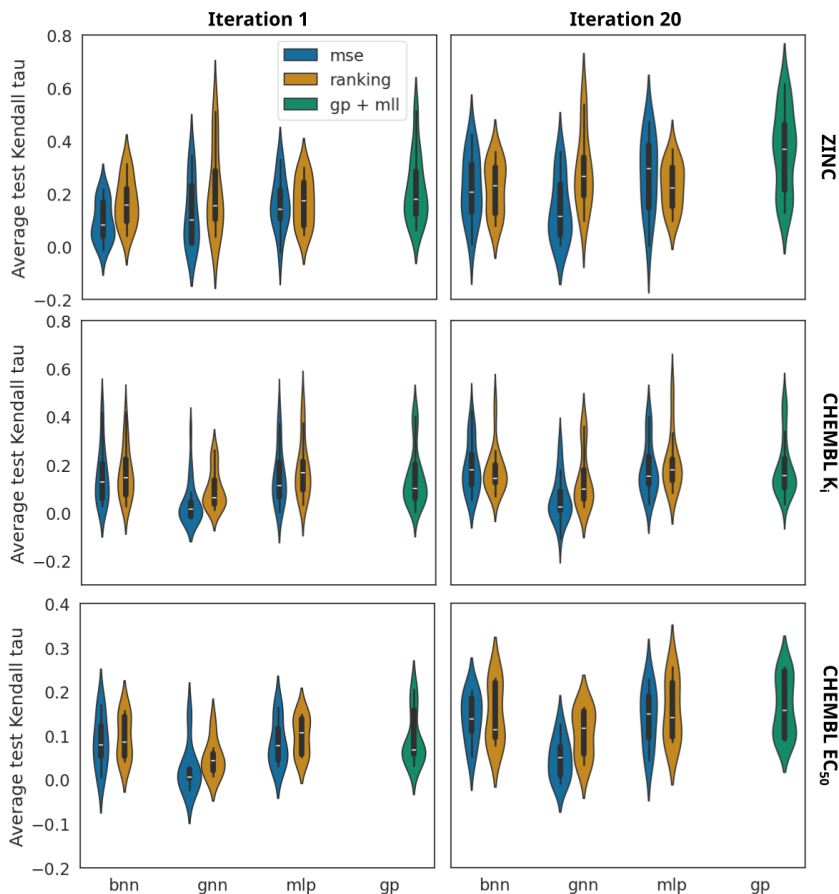 Iteration 1
Iteration 20
Average test Kendall tau
0.8
0.6
0.4
0.2
0.0
−0.2
mse
ranking
gp + mll
ZINC
Average test Kendall tau
0.8
0.6
0.4
0.2
0.0
−0.2
CHEMBL Ki
Average test Kendall tau
0.4
0.3
0.2
0.1
0.0
−0.1
−0.2
CHEMBL EC50
bnn gnn mlp gp
bnn gnn mlp gp